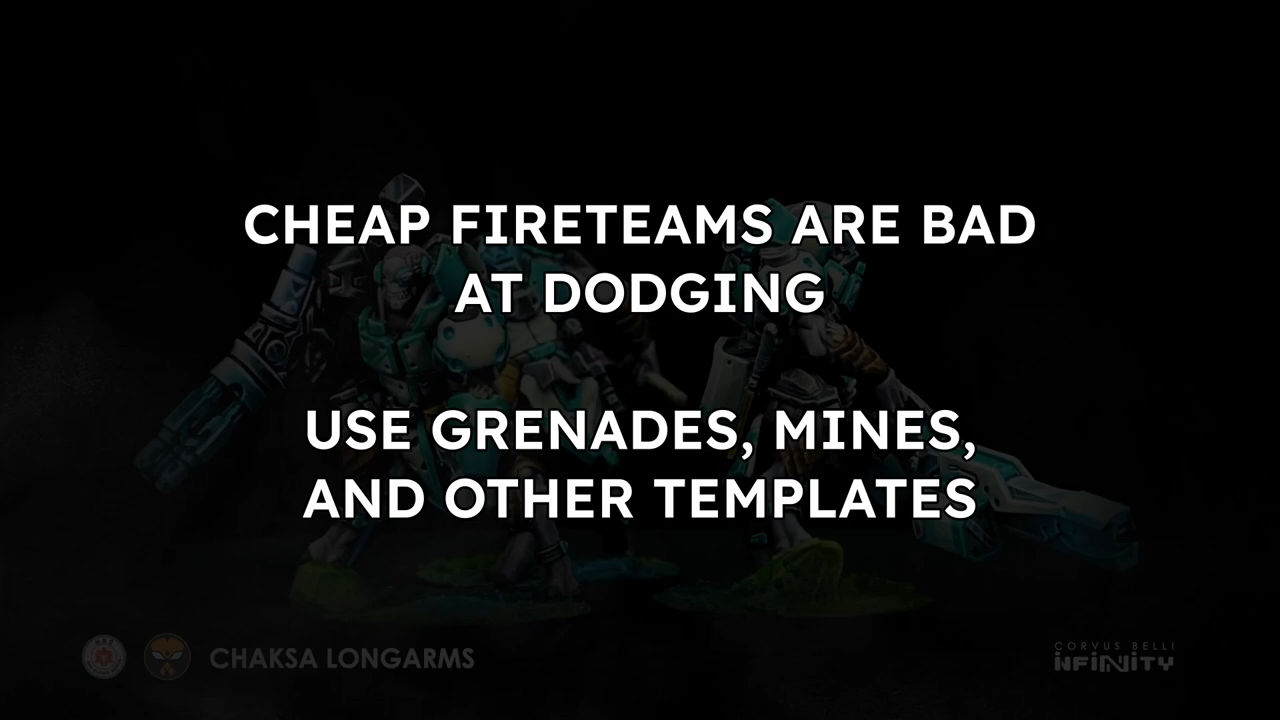 CHEAP FIRETEAMS ARE BAD
AT DODGING
USE GRENADES, MINES,
AND OTHER TEMPLATES
CHAKSA LONGARMS
CORVUS BELLI
INFINITY